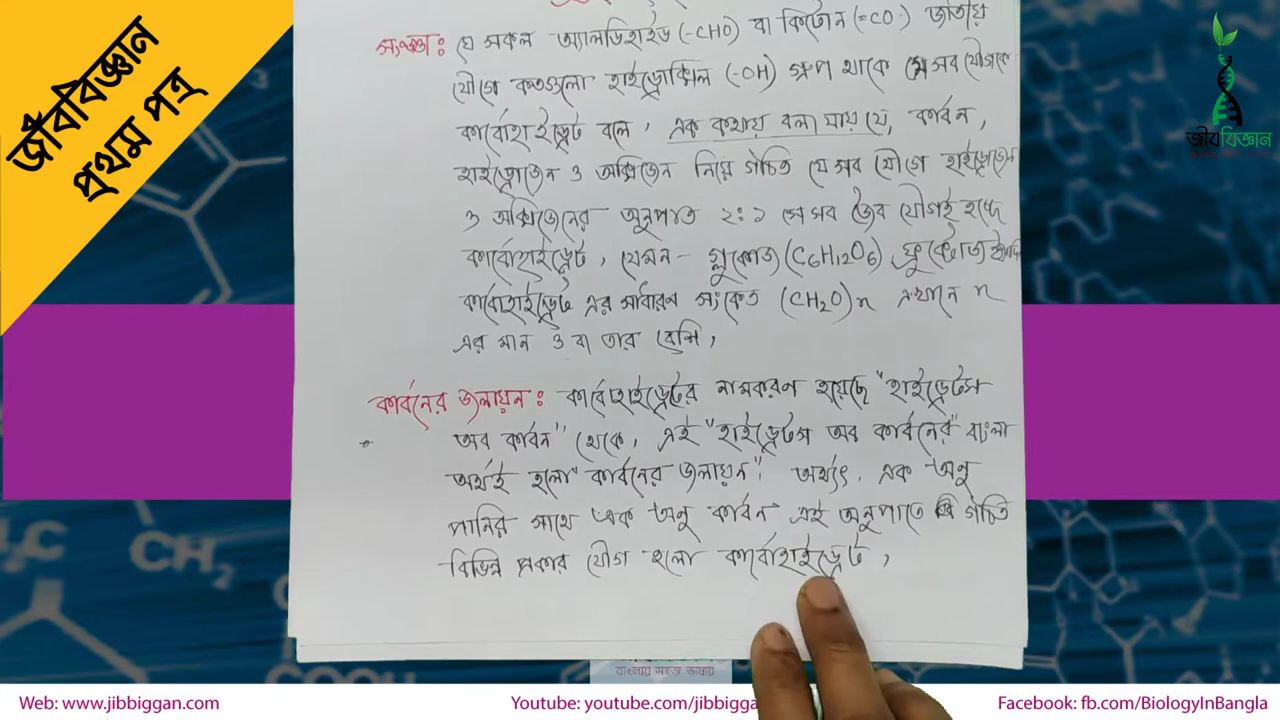 জীববিজ্ঞান
প্রথম পত্র
জীববিজ্ঞান
সংজ্ঞা: যে সকল অ্যালডিহাইড (-CHO) বা কিটোন (=CO) জাতীয়
যৌগে কতগুলো হাইড্রোক্সিল (-OH) গ্রুপ থাকে সে সব যৌগকে
কার্বোহাইড্রেট বলে, এক কথায় বলা যায় যে, কার্বন,
হাইড্রোজেন ও অক্সিজেন নিয়ে গঠিত যে সব যৌগে হাইড্রোজেন
ও অক্সিজেনের অনুপাত ২:১ সে সব জৈব যৌগই হচ্ছে
কার্বোহাইড্রেট, যেমন - গ্লুকোজ (C6H12O6), ফ্রুক্টোজ ইত্যাদি
কার্বোহাইড্রেট এর সাধারণ সংকেত (CH2O)n এখানে n
এর মান ৩ বা তার বেশি,
কার্বনের জলায়ন: কার্বোহাইড্রেটের নামকরণ হয়েছে "হাইড্রেটস
অব কার্বন" থেকে, এই "হাইড্রেটস অব কার্বনের" বাংলা
অর্থই হলো "কার্বনের জলায়ন"। অর্থ্যৎ, এক অনু
পানির সাথে এক অনু কার্বন এই অনুপাতে গঠিত
বিভিন্ন প্রকার যৌগ হলো কার্বোহাইড্রেট,
বাংলায় সহজ ভাষায়
Web: www.jibbiggan.com
Youtube: youtube.com/jibbigga
Facebook: fb.com/BiologyInBangla